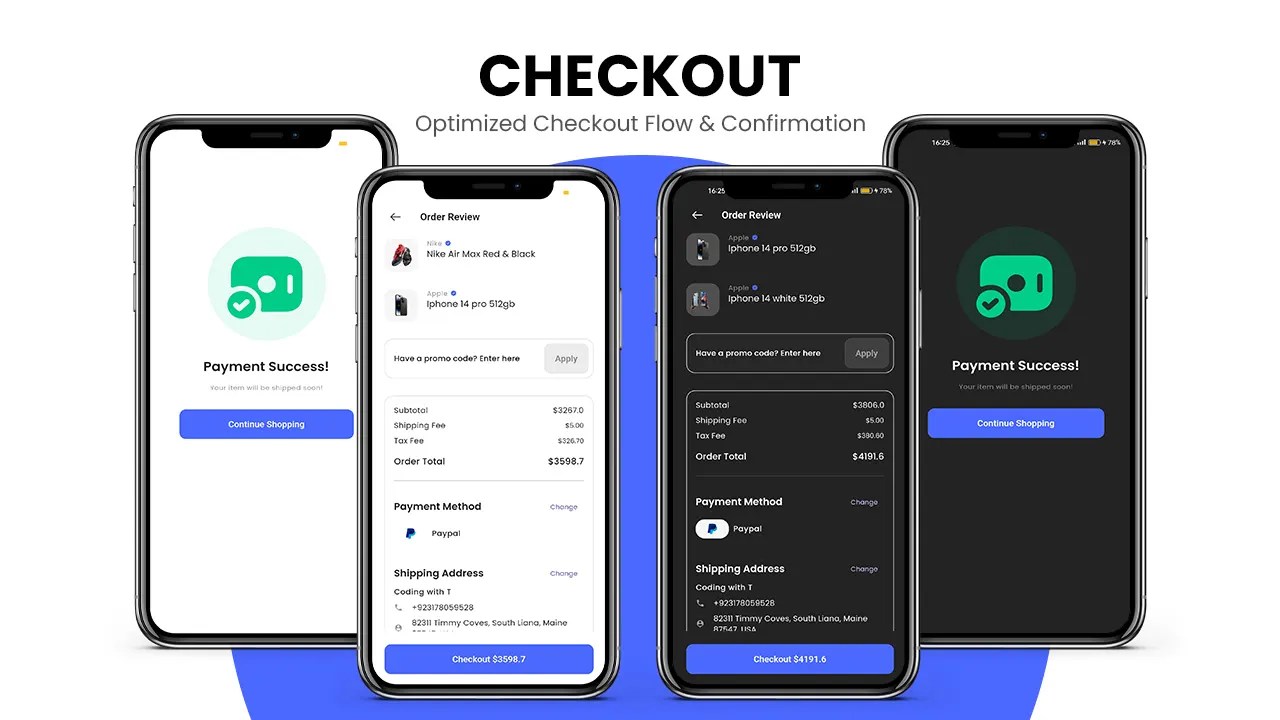 CHECKOUT
Optimized Checkout Flow & Confirmation
Payment Success!
Your item will be shipped soon!
Continue Shopping
Order Review
Nike
Nike Air Max Red & Black
Apple
Iphone 14 pro 512gb
Have a promo code? Enter here
Apply
Subtotal $3267.0
Shipping Fee $5.00
Tax Fee $326.70
Order Total $3598.7
Payment Method Change
Paypal
Shipping Address Change
Coding with T
+923178059528
82311 Timmy Coves, South Liana, Maine
Checkout $3598.7
16:25 78%
Order Review
Apple
Iphone 14 pro 512gb
Apple
Iphone 14 white 512gb
Have a promo code? Enter here
Apply
Subtotal $3806.0
Shipping Fee $5.00
Tax Fee $380.60
Order Total $4191.6
Payment Method Change
Paypal
Shipping Address Change
Coding with T
+923178059528
82311 Timmy Coves, South Liana, Maine
87547, USA
Checkout $4191.6
16:25 78%
Payment Success!
Your item will be shipped soon!
Continue Shopping